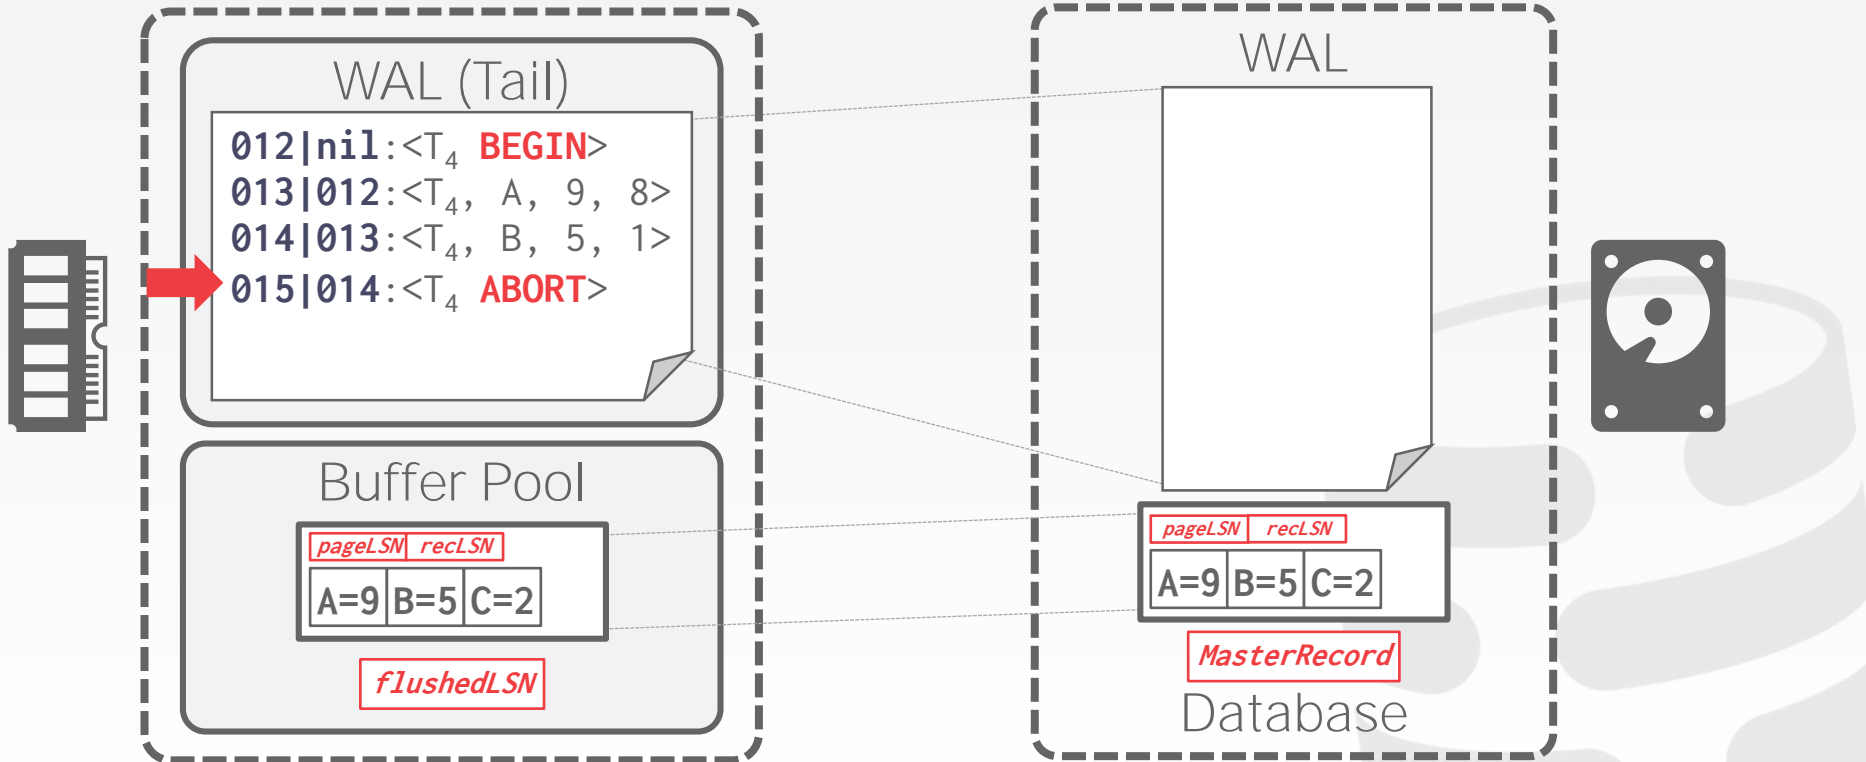 WAL (Tail)
012|nil:<T4 BEGIN>
013|012:<T4, A, 9, 8>
014|013:<T4, B, 5, 1>
015|014:<T4 ABORT>
Buffer Pool
pageLSN recLSN
A=9 B=5 C=2
flushedLSN
WAL
pageLSN recLSN
A=9 B=5 C=2
MasterRecord
Database